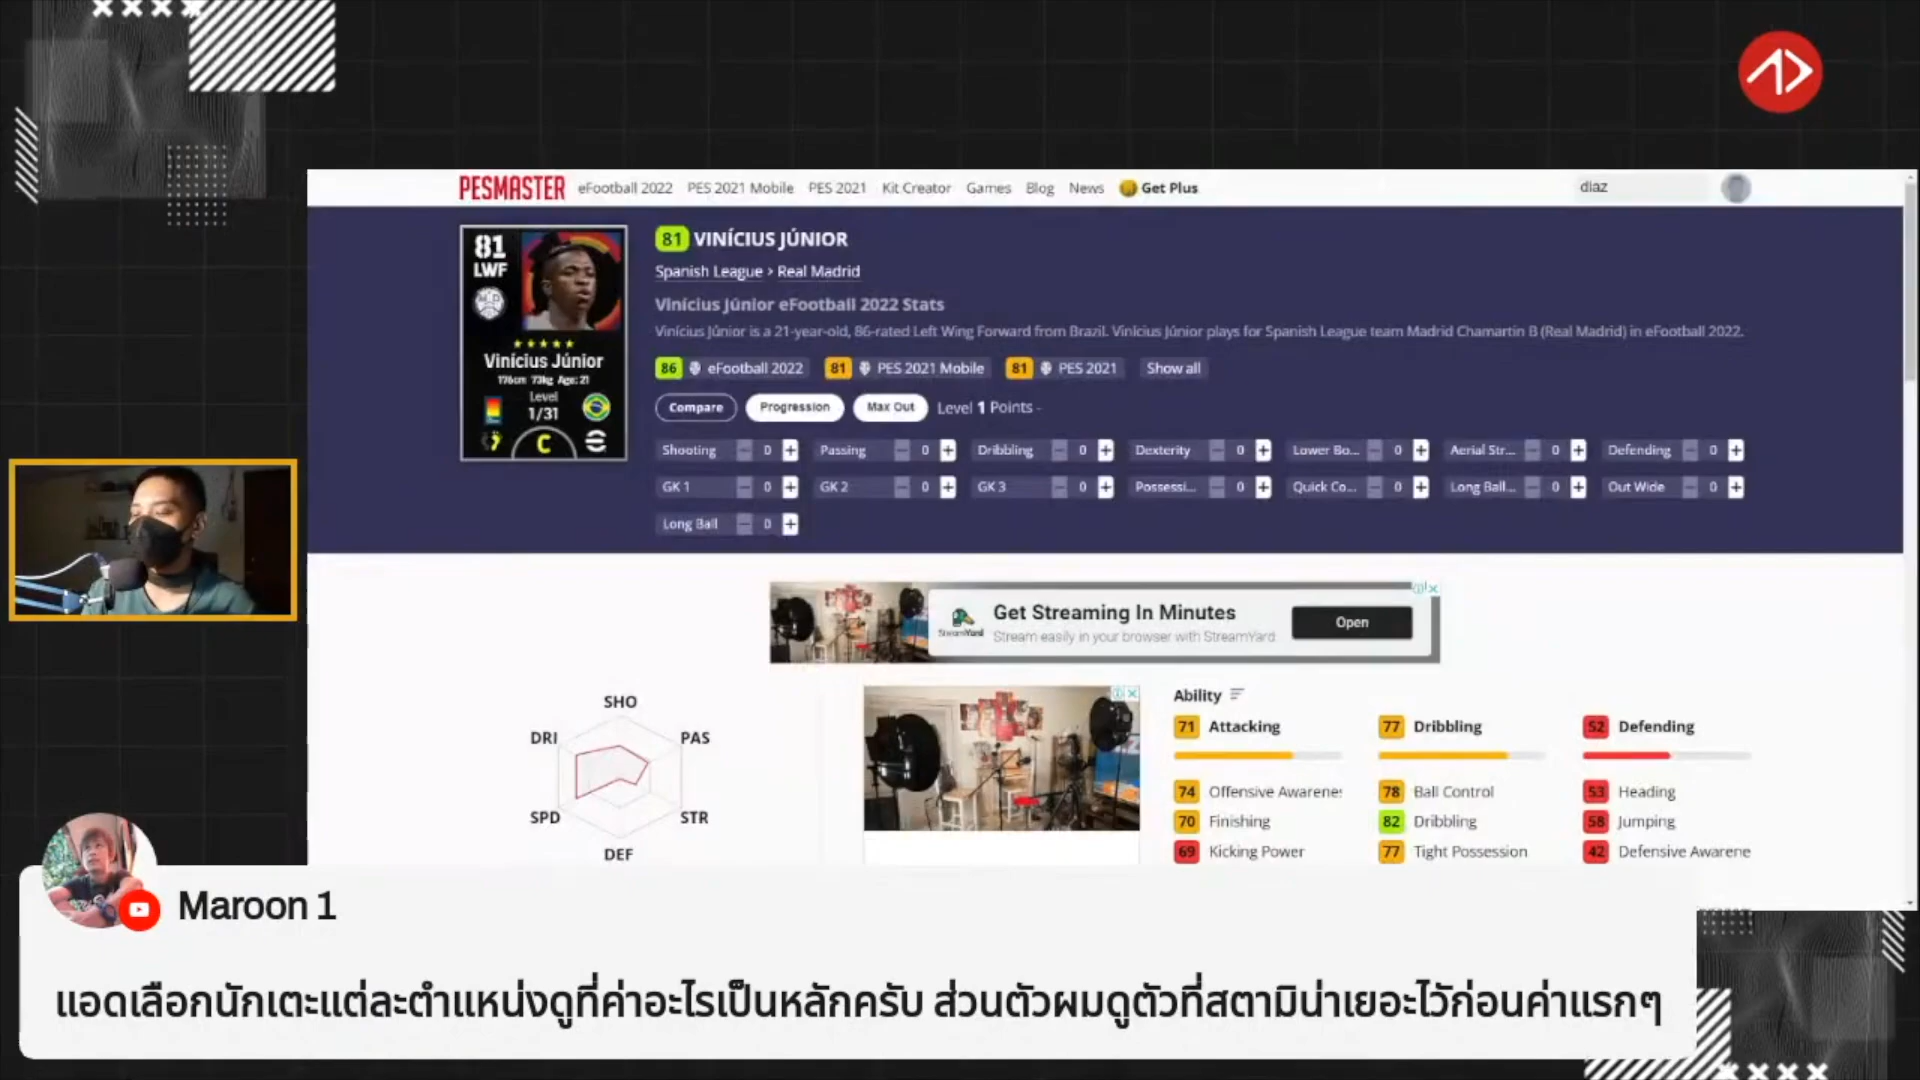 PESMASTER eFootball 2022 PES 2021 Mobile PES 2021 Kit Creator Games Blog News Get Plus diaz
81
LWF
Vinícius Júnior
176cm 73kg Age: 21
Level
1/31
C
81 VINÍCIUS JÚNIOR
Spanish League > Real Madrid
Vinícius Júnior eFootball 2022 Stats
Vinícius Júnior is a 21-year-old, 86-rated Left Wing Forward from Brazil. Vinícius Júnior plays for Spanish League team Madrid Chamartin B (Real Madrid) in eFootball 2022.
86 eFootball 2022 81 PES 2021 Mobile 81 PES 2021 Show all
Compare Progression Max Out Level 1 Points -
Shooting — 0 + Passing — 0 + Dribbling — 0 + Dexterity — 0 + Lower Bo... — 0 + Aerial Str... — 0 + Defending — 0 +
GK 1 — 0 + GK 2 — 0 + GK 3 — 0 + Possessi... — 0 + Quick Co... — 0 + Long Ball... — 0 + Out Wide — 0 +
Long Ball — 0 +
StreamYard
Get Streaming In Minutes
Stream easily in your browser with StreamYard
Open
SHO
DRI PAS
SPD STR
DEF
Ability
71 Attacking 77 Dribbling 52 Defending
74 Offensive Awarenes 78 Ball Control 53 Heading
70 Finishing 82 Dribbling 58 Jumping
69 Kicking Power 77 Tight Possession 42 Defensive Awarene
Maroon 1
แอดเลือกนักเตะแต่ละตำแหน่งดูที่ค่าอะไรเป็นหลักครับ ส่วนตัวผมดูตัวที่สตามิน่าเยอะไว้ก่อนค่าแรกๆ